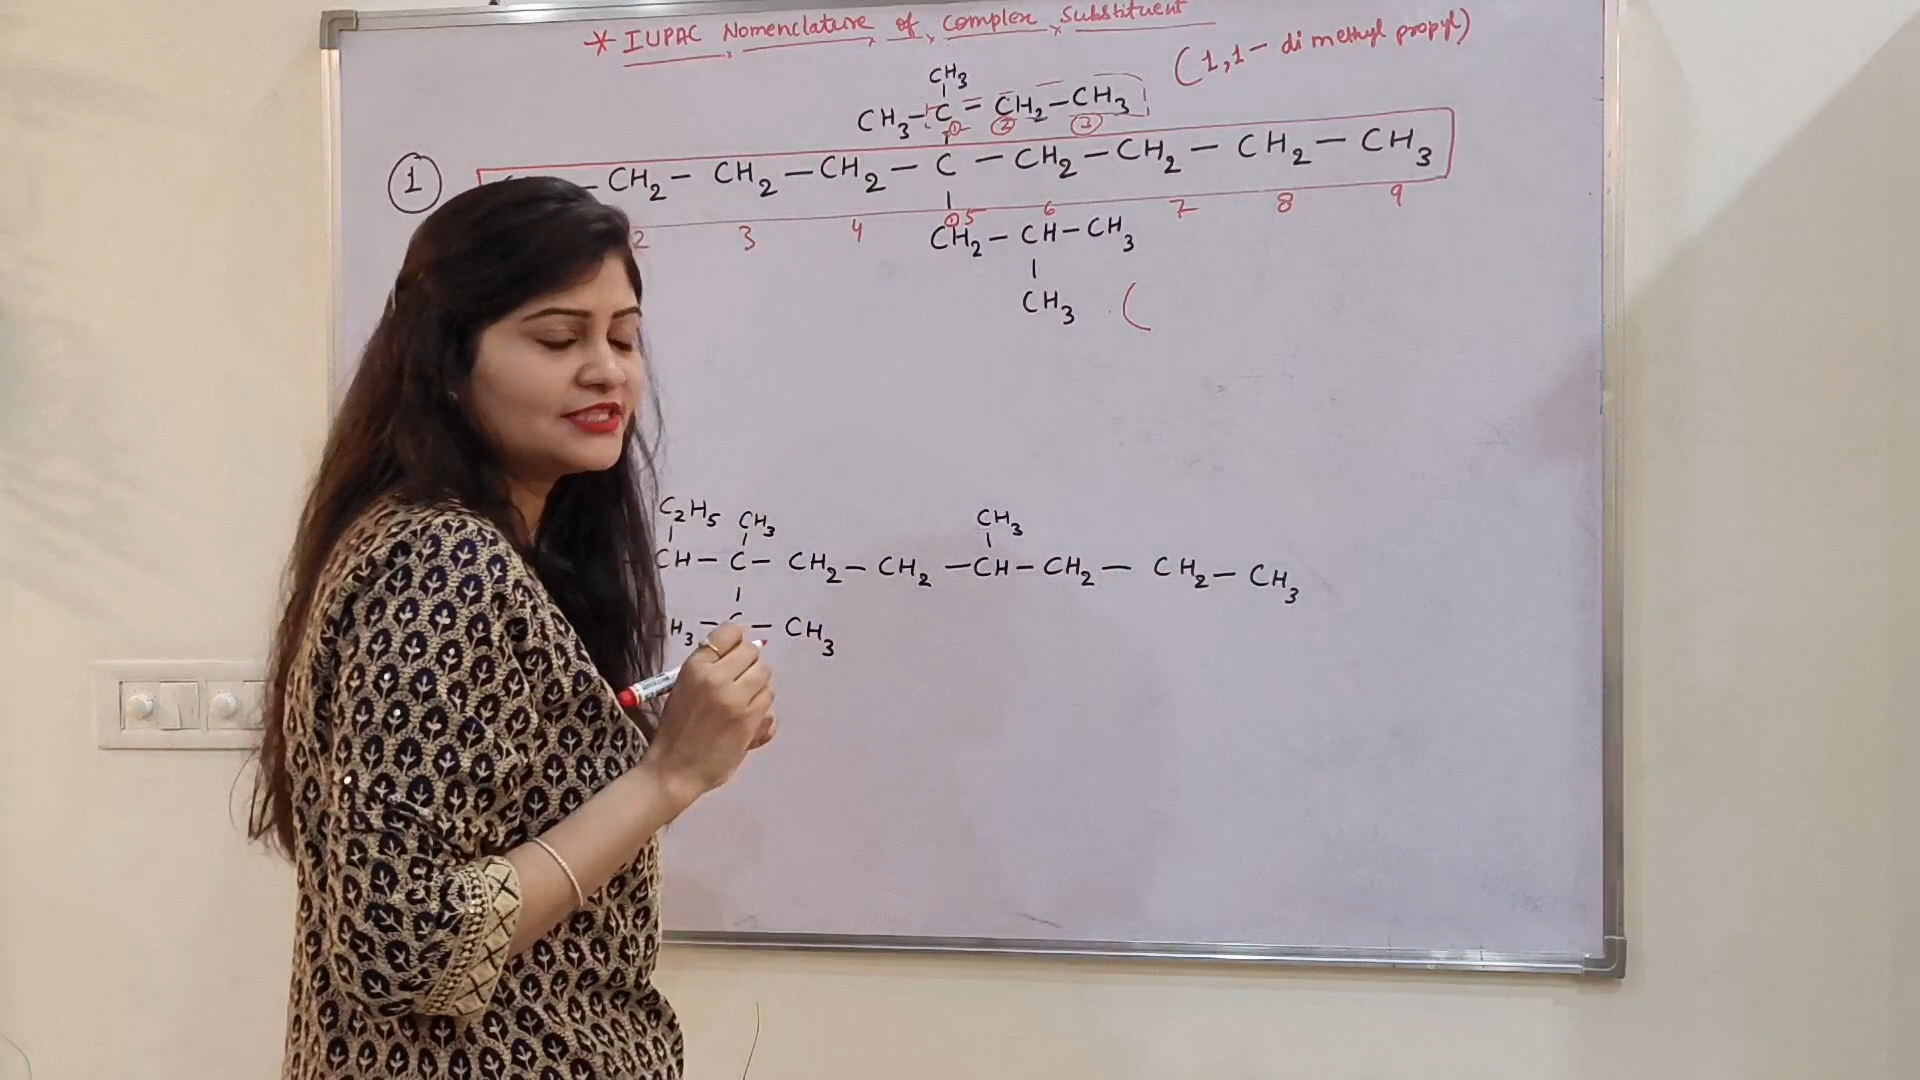 * IUPAC Nomenclature of Complex Substituent
(1,1- di methyl propyl)
CH3
CH3-C=CH2-CH3
① ② ③
①
-CH2-CH2-CH2-C-CH2-CH2-CH2-CH3
2 3 4 5 6 7 8 9
①
CH2-CH-CH3
CH3 (
C2H5 CH3 CH3
CH-C-CH2-CH2-CH-CH2-CH2-CH3
H3-C-CH3